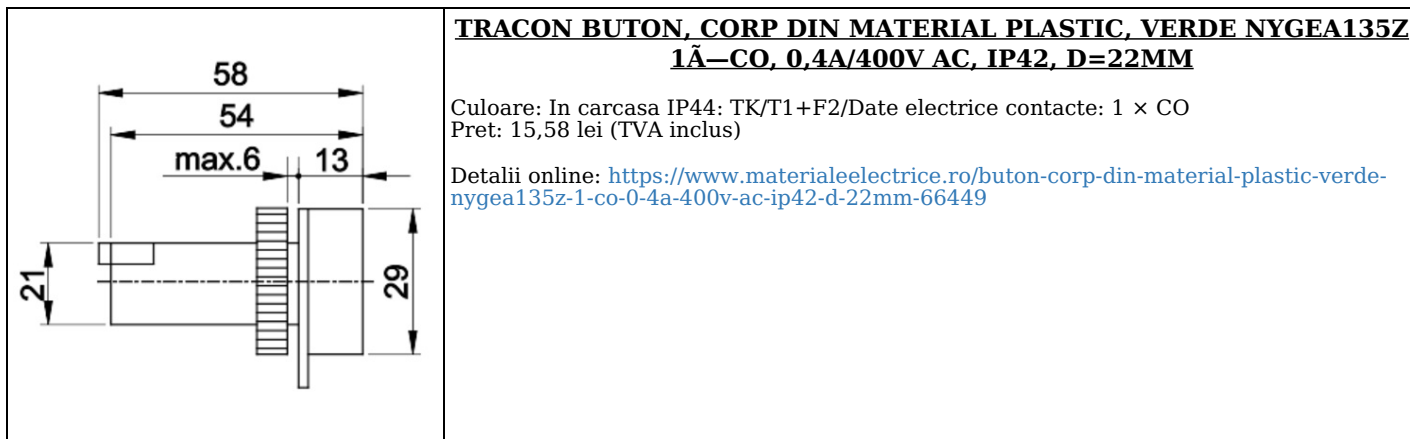 58
54
max.6
13
21
29
TRACON BUTON, CORP DIN MATERIAL PLASTIC, VERDE NYGEA135Z
1Ã—CO, 0,4A/400V AC, IP42, D=22MM
Culoare: In carcasa IP44: TK/T1+F2/Date electrice contacte: 1 × CO
Pret: 15,58 lei (TVA inclus)
Detalii online: https://www.materialeelectrice.ro/buton-corp-din-material-plastic-verde-
nygea135z-1-co-0-4a-400v-ac-ip42-d-22mm-66449